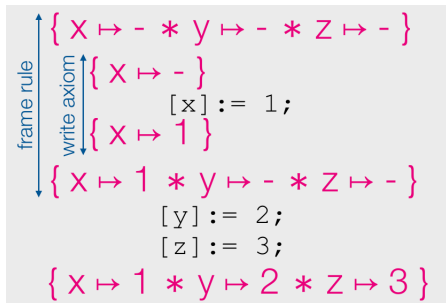 { x ↦ - * y ↦ - * z ↦ - }
{ x ↦ - }
[x]:= 1;
{ x ↦ 1 }
{ x ↦ 1 * y ↦ - * z ↦ - }
[y]:= 2;
[z]:= 3;
{ x ↦ 1 * y ↦ 2 * z ↦ 3 }
frame rule
write axiom